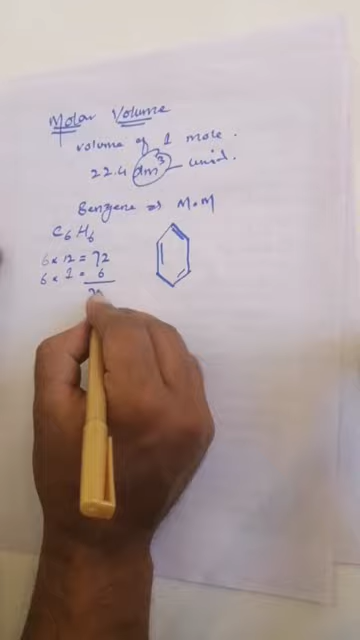 Molar Volume
volume of 1 mole.
22.4 dm³ — unit.
Benzene M.M
C6H6
6 × 12 = 72
6 × 1 = 6